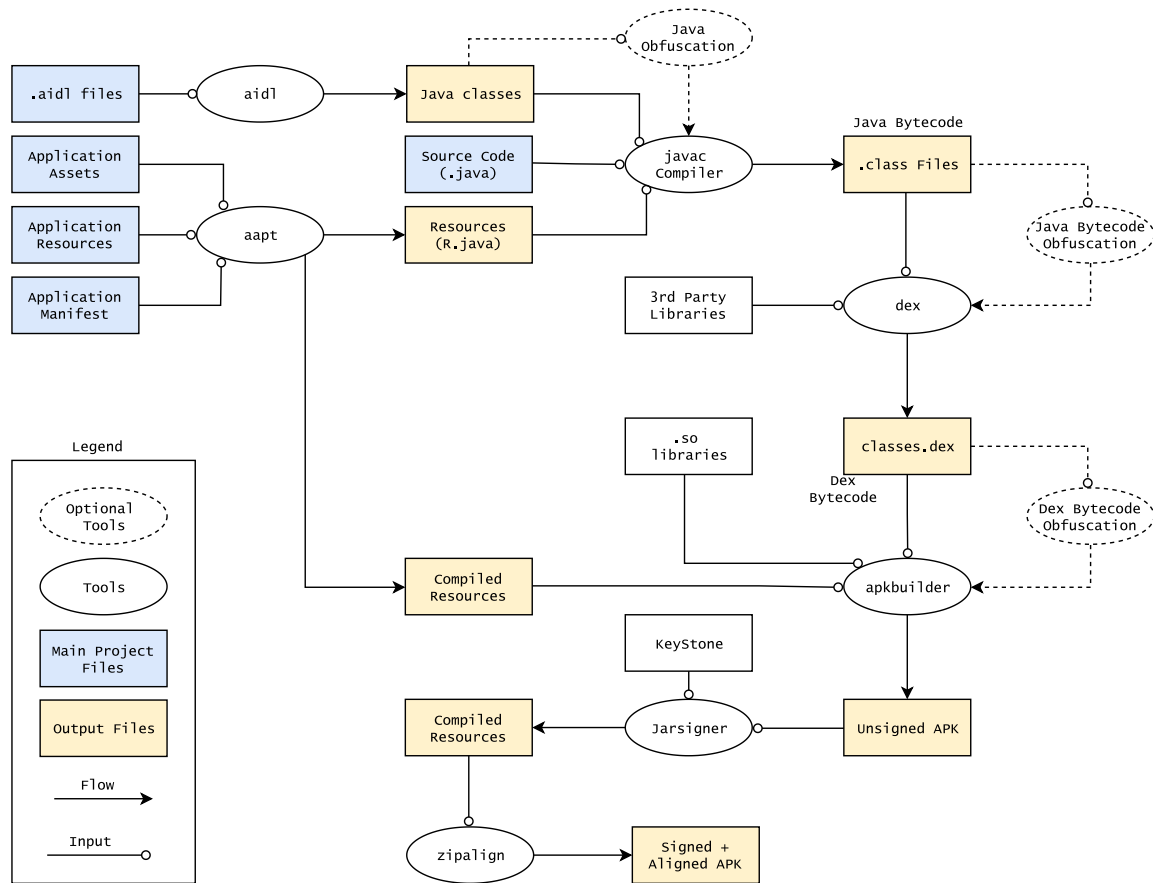 Java
Obfuscation
.aidl files
aidl
Java classes
Java Bytecode
Application
Assets
Source Code
(.java)
javac
Compiler
.class Files
Application
Resources
aapt
Resources
(R.java)
Java Bytecode
Obfuscation
Application
Manifest
3rd Party
Libraries
dex
Legend
.so
libraries
classes.dex
Dex
Bytecode
Optional
Tools
Dex Bytecode
Obfuscation
Tools
Compiled
Resources
apkbuilder
Main Project
Files
KeyStone
Output Files
Compiled
Resources
Jarsigner
Unsigned APK
Flow
Input
zipalign
Signed +
Aligned APK